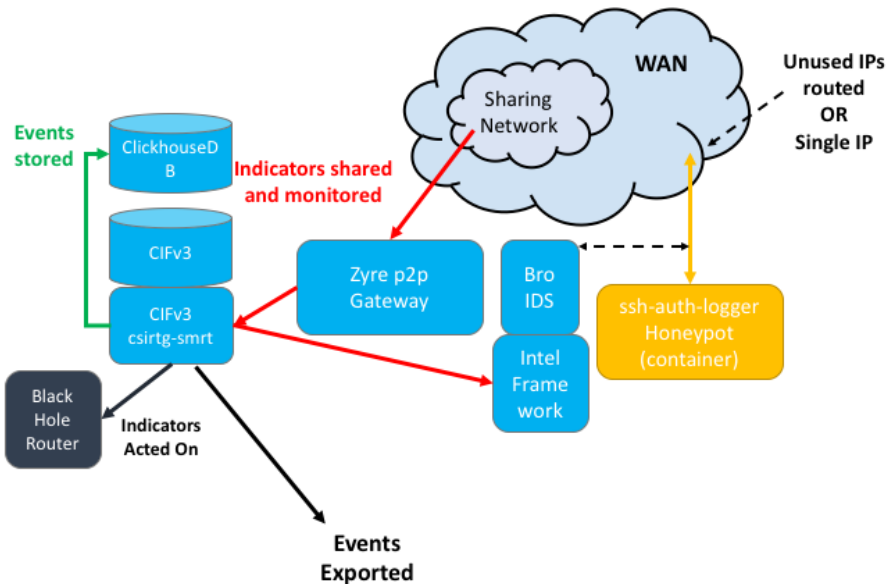 WAN
Unused IPs
routed
OR
Single IP
Sharing
Network
Events
stored
ClickhouseD
B
Indicators shared
and monitored
CIFv3
Zyre p2p
Gateway
Bro
IDS
ssh-auth-logger
Honeypot
(container)
CIFv3
csirtg-smrt
Intel
Frame
work
Black
Hole
Router
Indicators
Acted On
Events
Exported